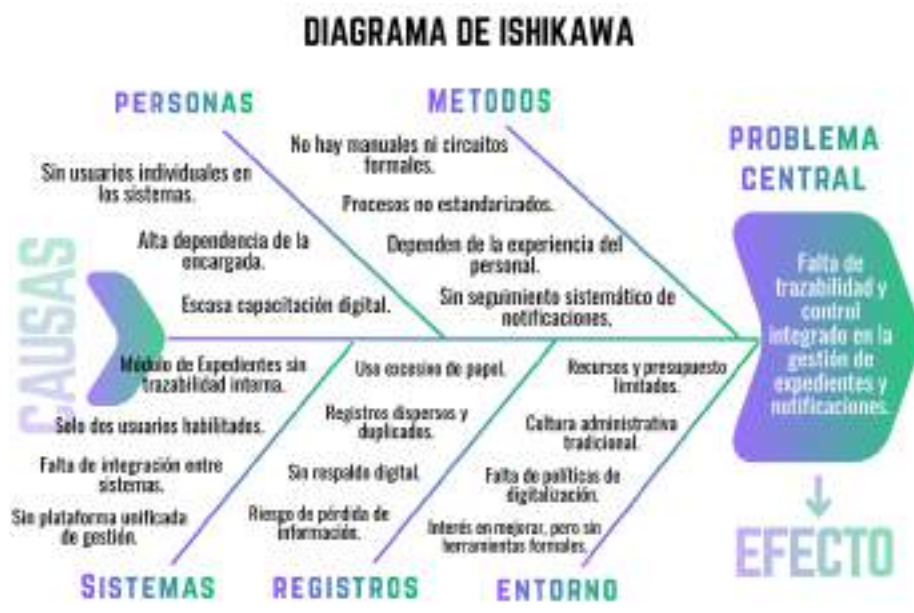 DIAGRAMA DE ISHIKAWA
PERSONAS
METODOS
Sin usuarios individuales en
los sistemas.
Alta dependencia de la
encargada.
Escasa capacitación digital.
No hay manuales ni circuitos
formales.
Procesos no estandarizados.
Dependen de la experiencia del
personal.
Sin seguimiento sistemático de
notificaciones.
PROBLEMA
CENTRAL
Falta de
trazabilidad y
control
integrado en la
gestión de
expedientes y
notificaciones.
CAUSAS
Módulo de Expedientes sin
trazabilidad interna.
Solo dos usuarios habilitados.
Falta de integración entre
sistemas.
Sin plataforma unificada
de gestión.
Uso excesivo de papel.
Registros dispersos y
duplicados.
Sin respaldo digital.
Riesgo de pérdida de
información.
Recursos y presupuesto
limitados.
Cultura administrativa
tradicional.
Falta de políticas de
digitalización.
Interés en mejorar, pero sin
herramientas formales.
SISTEMAS
REGISTROS
ENTORNO
EFECTO